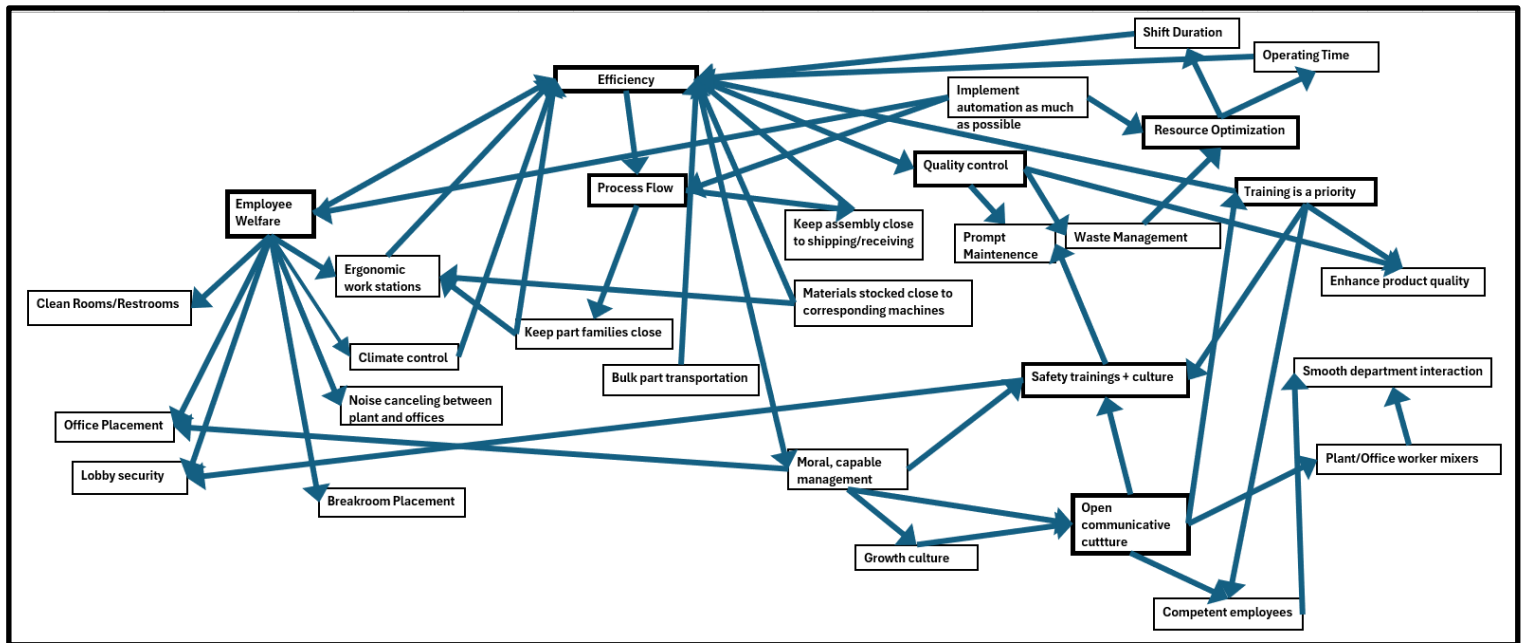 Shift Duration
Operating Time
Efficiency
Implement
automation as much
as possible
Resource Optimization
Quality control
Process Flow
Training is a priority
Employee
Welfare
Keep assembly close
to shipping/receiving
Prompt
Maintenence
Waste Management
Ergonomic
work stations
Enhance product quality
Clean Rooms/Restrooms
Materials stocked close to
corresponding machines
Keep part families close
Climate control
Bulk part transportation
Safety trainings + culture
Smooth department interaction
Noise canceling between
plant and offices
Office Placement
Moral, capable
management
Plant/Office worker mixers
Lobby security
Breakroom Placement
Open
communicative
cuttture
Growth culture
Competent employees